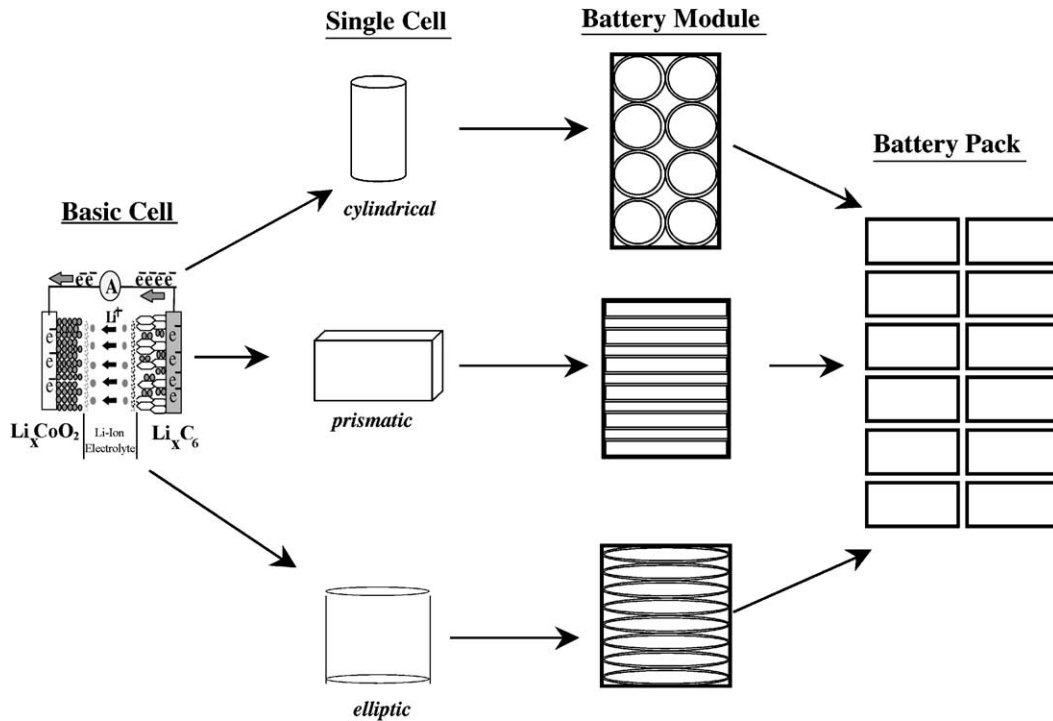 Single Cell
Battery Module
Battery Pack
Basic Cell
cylindrical
e e
A
e e e e
Li+
e
e
e
e
e
e
e
LiₓCoO₂
Li-Ion
Electrolyte
LiₓC₆
prismatic
elliptic